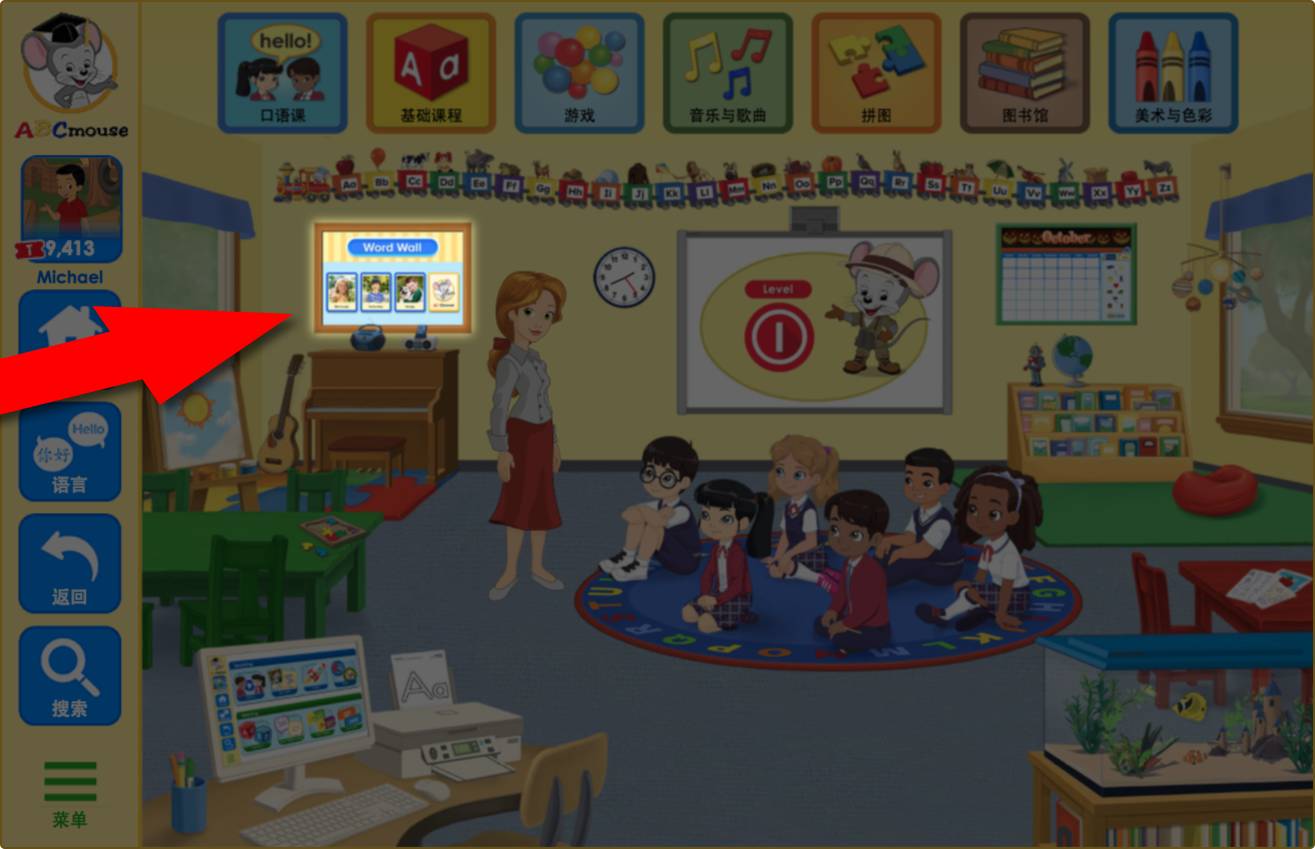 hello!
口语课
A a
基础课程
游戏
音乐与歌曲
拼图
图书馆
美术与色彩
ABCmouse
T 9,413
Michael
Aa Bb Cc Dd Ee Ff Gg Hh Ii Jj Kk Ll Mm Nn Oo Pp Qq Rr Ss Tt Uu Vv Ww Xx Yy Zz
Word Wall
October
Level
1
Hello
你好
语言
返回
搜索
菜单
Aa